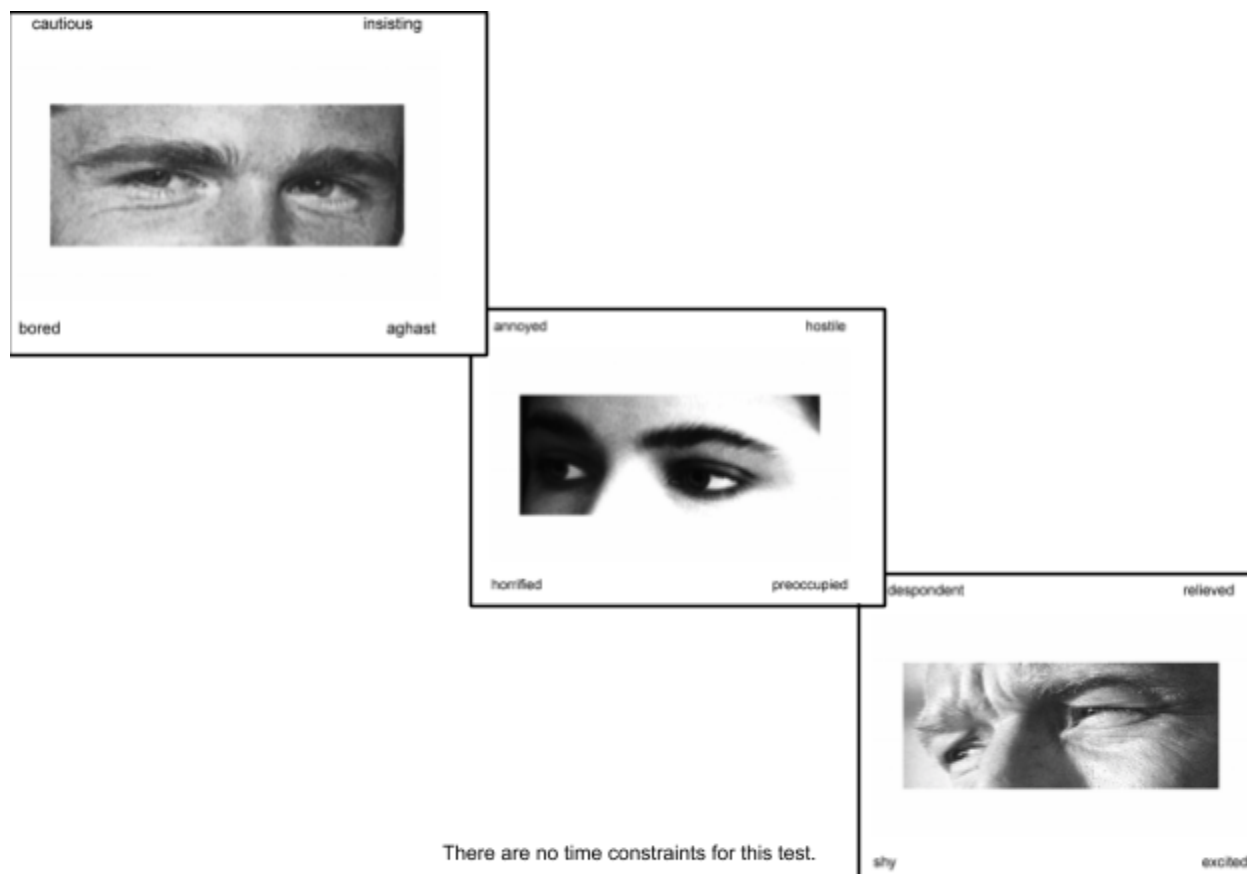 cautious insisting
bored aghast
annoyed hostile
horrified preoccupied
despondent relieved
There are no time constraints for this test.
shy excited